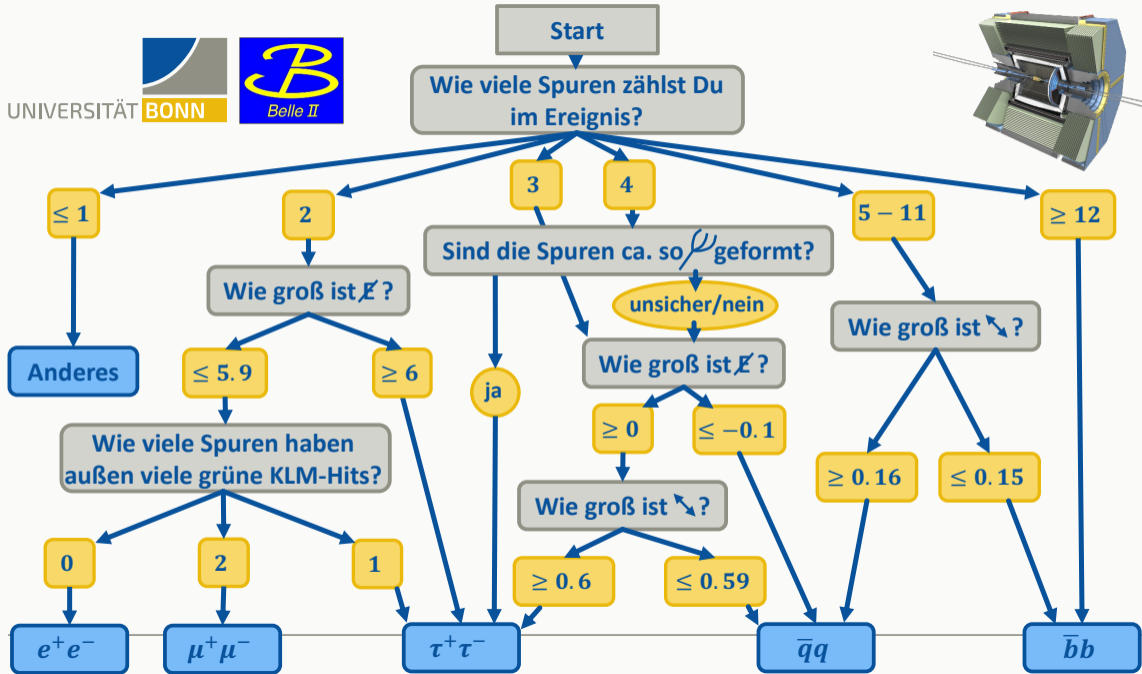 Start
UNIVERSITÄT BONN
Belle II
Wie viele Spuren zählst Du
im Ereignis?
≤ 1
2
3
4
5 – 11
≥ 12
Sind die Spuren ca. so geformt?
Wie groß ist E̸ ?
unsicher/nein
Wie groß ist ⤡ ?
Anderes
≤ 5.9
≥ 6
ja
Wie groß ist E̸ ?
≥ 0
≤ −0.1
Wie viele Spuren haben
außen viele grüne KLM-Hits?
≥ 0.16
≤ 0.15
Wie groß ist ⤡ ?
0
2
1
≥ 0.6
≤ 0.59
e⁺e⁻
μ⁺μ⁻
τ⁺τ⁻
q̅q
b̅b